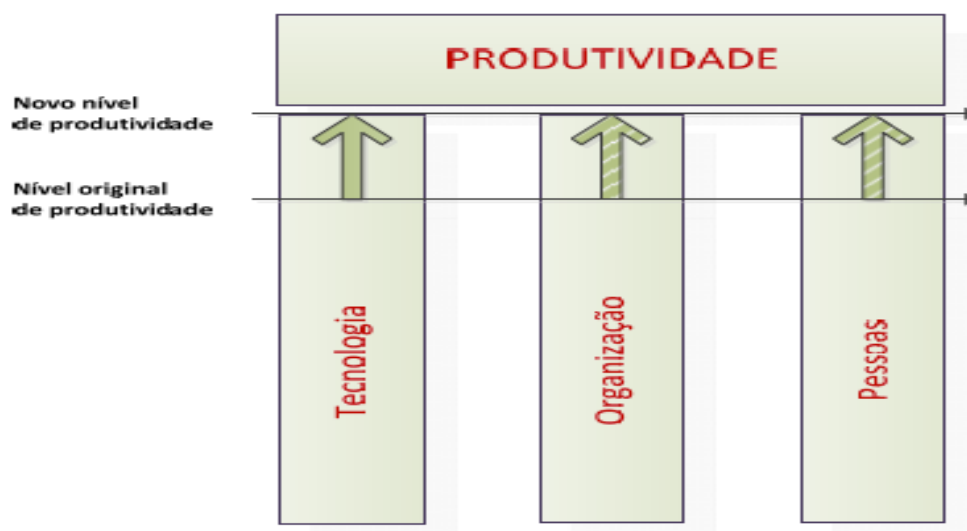 PRODUTIVIDADE
Novo nível
de produtividade
Nível original
de produtividade
Tecnologia
Organização
Pessoas